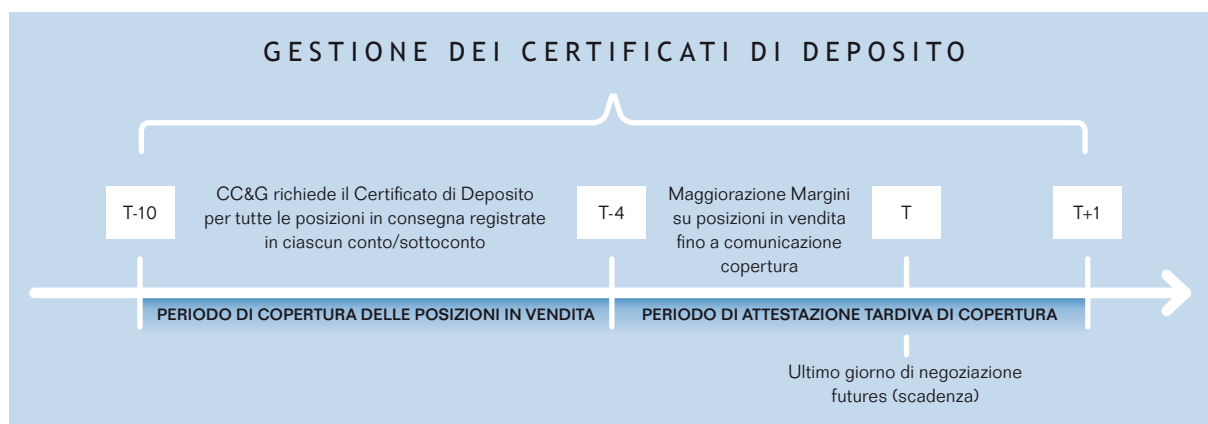 GESTIONE DEI CERTIFICATI DI DEPOSITO
T-10
CC&G richiede il Certificato di Deposito
per tutte le posizioni in consegna registrate
in ciascun conto/sottoconto
T-4
Maggiorazione Margini
su posizioni in vendita
fino a comunicazione
copertura
T
T+1
PERIODO DI COPERTURA DELLE POSIZIONI IN VENDITA
PERIODO DI ATTESTAZIONE TARDIVA DI COPERTURA
Ultimo giorno di negoziazione
futures (scadenza)